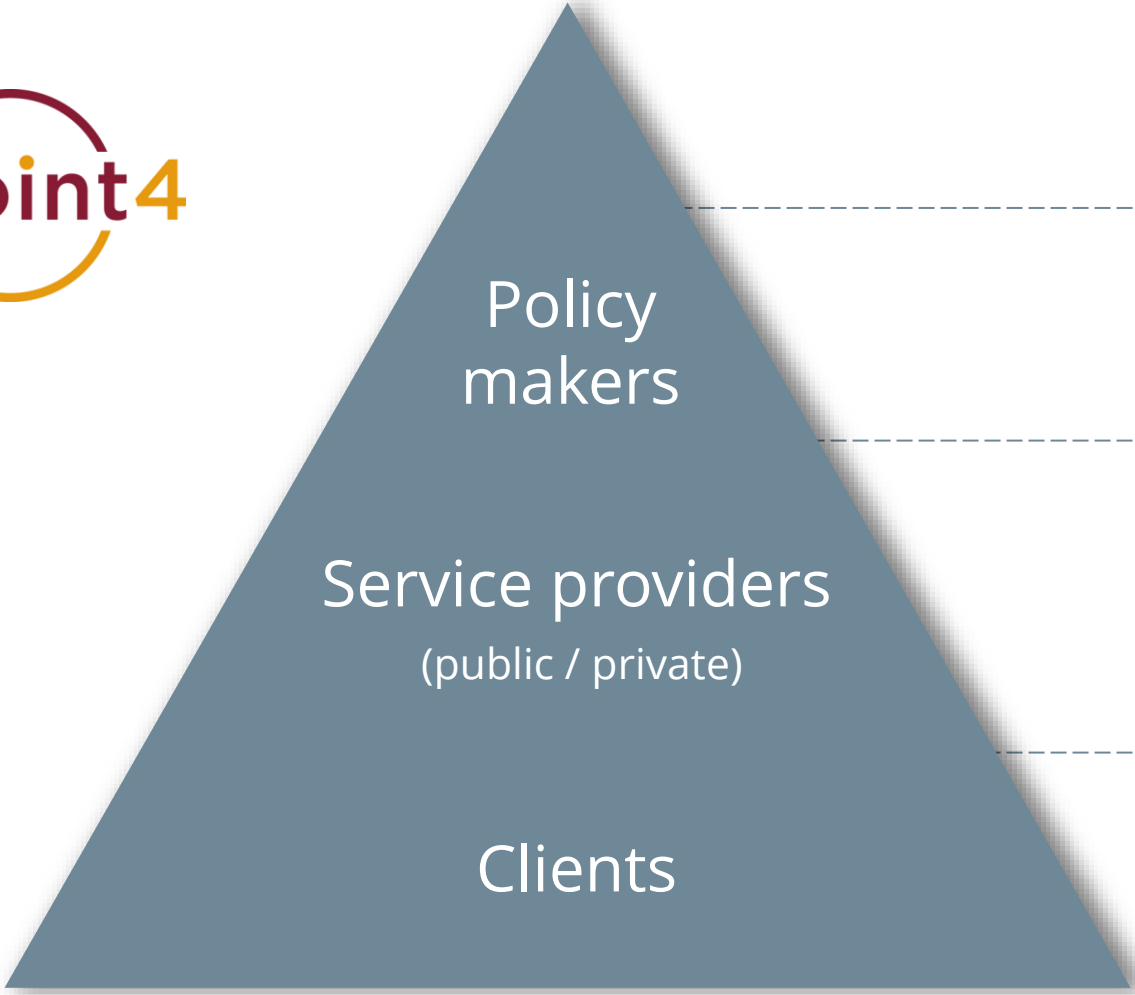 int4
Policy
makers
Service providers
(public / private)
Clients